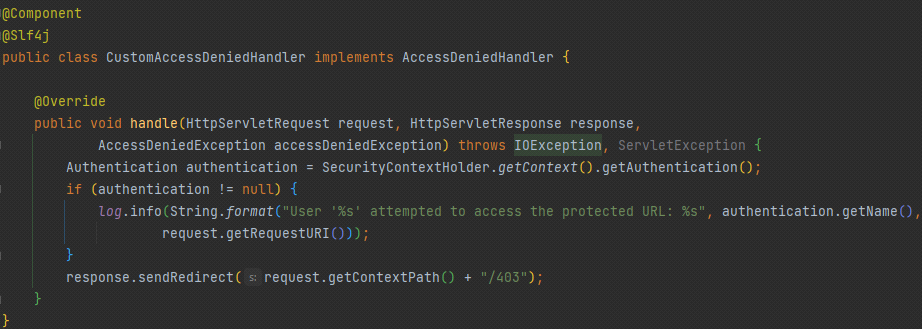 @Component
@Slf4j
public class CustomAccessDeniedHandler implements AccessDeniedHandler {
@Override
public void handle(HttpServletRequest request, HttpServletResponse response,
AccessDeniedException accessDeniedException) throws IOException, ServletException {
Authentication authentication = SecurityContextHolder.getContext().getAuthentication();
if (authentication != null) {
log.info(String.format("User '%s' attempted to access the protected URL: %s", authentication.getName(),
request.getRequestURI()));
}
response.sendRedirect( s: request.getContextPath() + "/403");
}
}